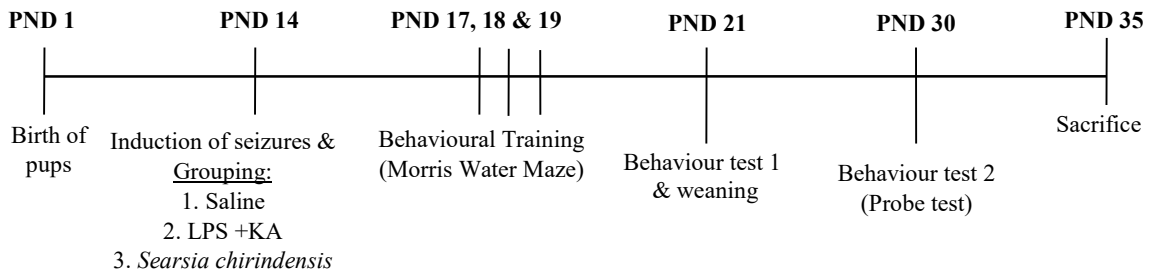 PND 1
PND 14
PND 17, 18 & 19
PND 21
PND 30
PND 35
Birth of
pups
Induction of seizures &
Grouping:
1. Saline
2. LPS +KA
3. Searsia chirindensis
Behavioural Training
(Morris Water Maze)
Behaviour test 1
& weaning
Behaviour test 2
(Probe test)
Sacrifice